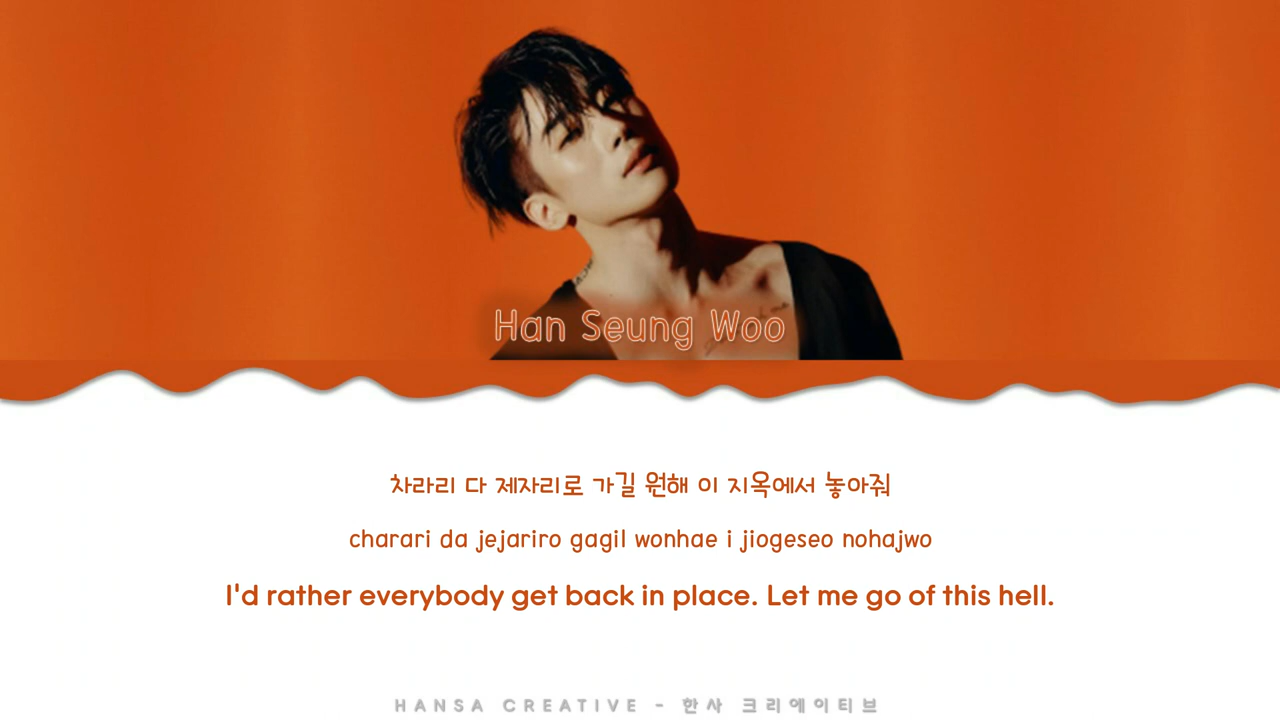 Han Seung Woo
차라리 다 제자리로 가길 원해 이 지옥에서 놓아줘
charari da jejariro gagil wonhae i jiogeseo nohajwo
I'd rather everybody get back in place. Let me go of this hell.
HANSA CREATIVE - 한사 크리에이티브